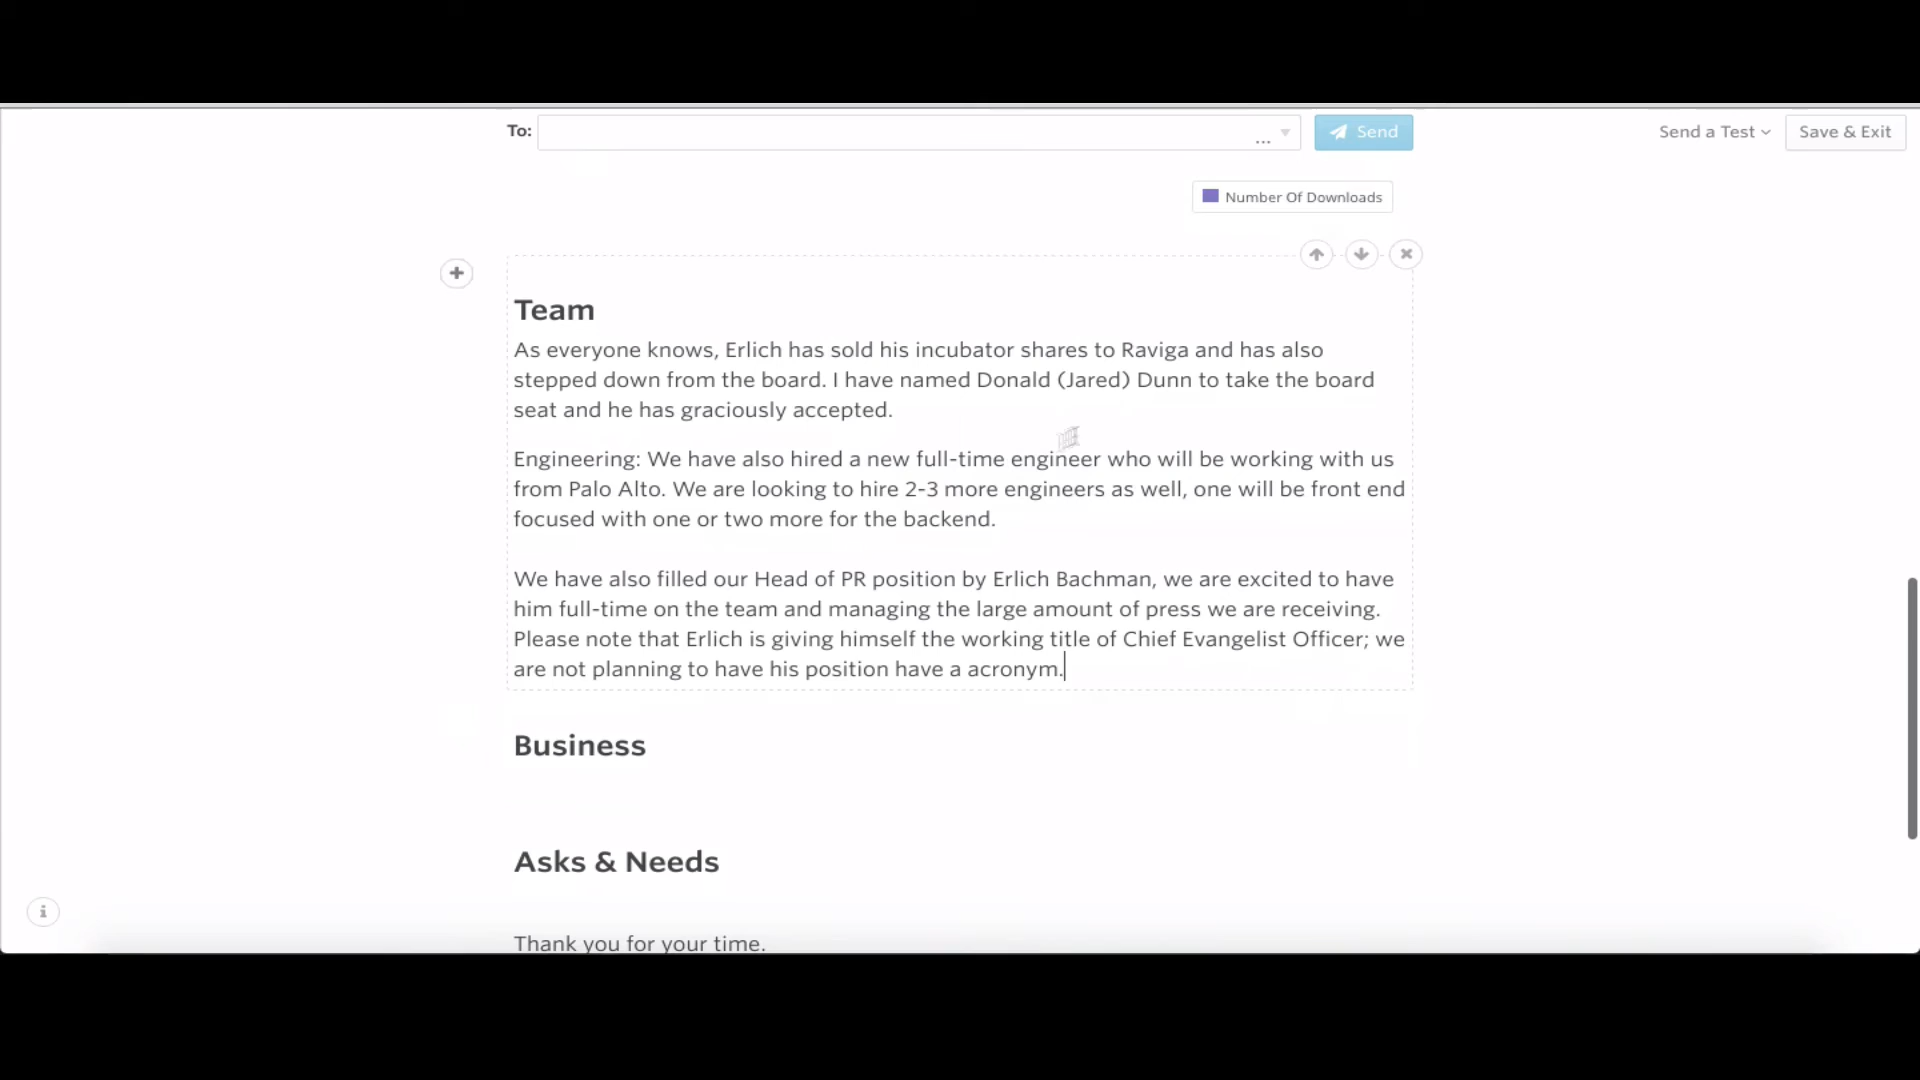 To:
...
Send
Send a Test
Save & Exit
Number Of Downloads
Team
As everyone knows, Erlich has sold his incubator shares to Raviga and has also
stepped down from the board. I have named Donald (Jared) Dunn to take the board
seat and he has graciously accepted.
Engineering: We have also hired a new full-time engineer who will be working with us
from Palo Alto. We are looking to hire 2-3 more engineers as well, one will be front end
focused with one or two more for the backend.
We have also filled our Head of PR position by Erlich Bachman, we are excited to have
him full-time on the team and managing the large amount of press we are receiving.
Please note that Erlich is giving himself the working title of Chief Evangelist Officer; we
are not planning to have his position have a acronym.
Business
Asks & Needs
Thank you for your time.